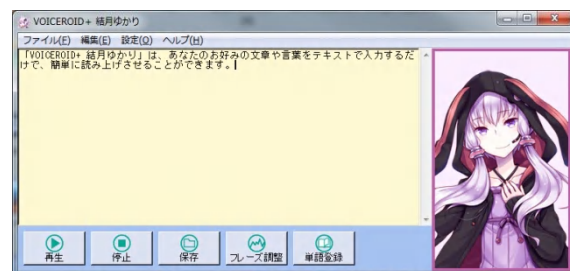 VOICEROID+ 結月ゆかり
ファイル(F) 編集(E) 設定(O) ヘルプ(H)
「VOICEROID+ 結月ゆかり」は、あなたのお好みの文章や言葉をテキストで入力するだ
けで、簡単に読み上げさせることができます。
再生 停止 保存 フレーズ調整 単語登録